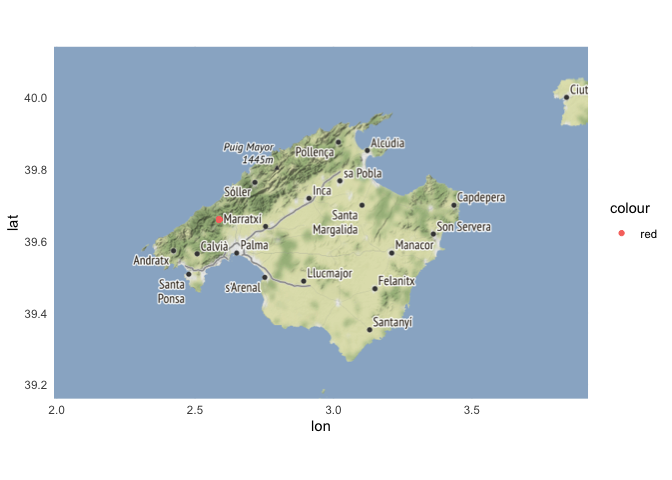 40.0
39.8
39.6
39.4
39.2
lat
2.0
2.5
3.0
3.5
lon
Ciut
Puig Mayor
1445m
Pollença
Alcúdia
sa Pobla
Sóller
Inca
Capdepera
Santa
Margalida
Marratxí
Son Servera
Calvià
Palma
Manacor
Andratx
Llucmajor
Felanitx
Santa
Ponsa
s'Arenal
Santanyí
colour
red